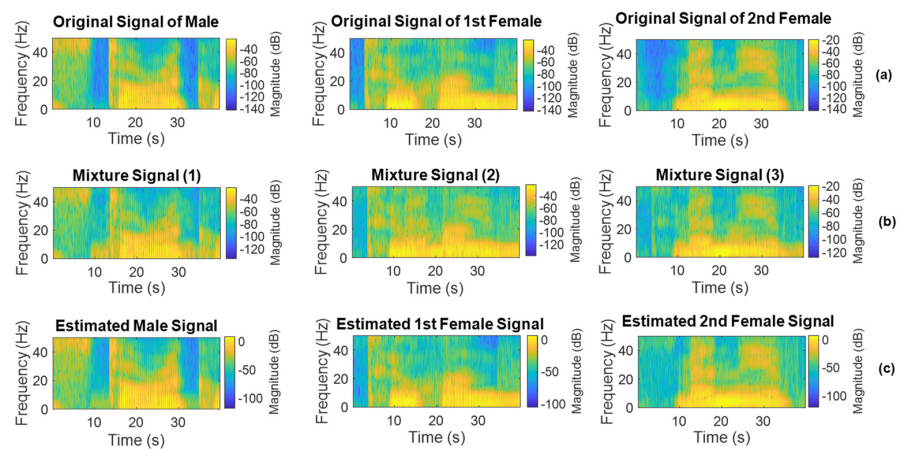 Original Signal of Male
Frequency (Hz)
40
20
0
10 20 30
Time (s)
-40
-60
-80
-100
-120
-140
Magnitude (dB)
Original Signal of 1st Female
Frequency (Hz)
40
20
0
10 20 30
Time (s)
-40
-60
-80
-100
-120
-140
Magnitude (dB)
Original Signal of 2nd Female
Frequency (Hz)
40
20
0
10 20 30
Time (s)
-20
-40
-60
-80
-100
-120
-140
Magnitude (dB)
(a)
Mixture Signal (1)
Frequency (Hz)
40
20
0
10 20 30
Time (s)
-40
-60
-80
-100
-120
Magnitude (dB)
Mixture Signal (2)
Frequency (Hz)
40
20
0
10 20 30
Time (s)
-40
-60
-80
-100
-120
Magnitude (dB)
Mixture Signal (3)
Frequency (Hz)
40
20
0
10 20 30
Time (s)
-20
-40
-60
-80
-100
-120
Magnitude (dB)
(b)
Estimated Male Signal
Frequency (Hz)
40
20
0
10 20 30
Time (s)
0
-50
-100
Magnitude (dB)
Estimated 1st Female Signal
Frequency (Hz)
40
20
0
10 20 30
Time (s)
0
-50
-100
Magnitude (dB)
Estimated 2nd Female Signal
Frequency (Hz)
40
20
0
10 20 30
Time (s)
0
-50
-100
Magnitude (dB)
(c)